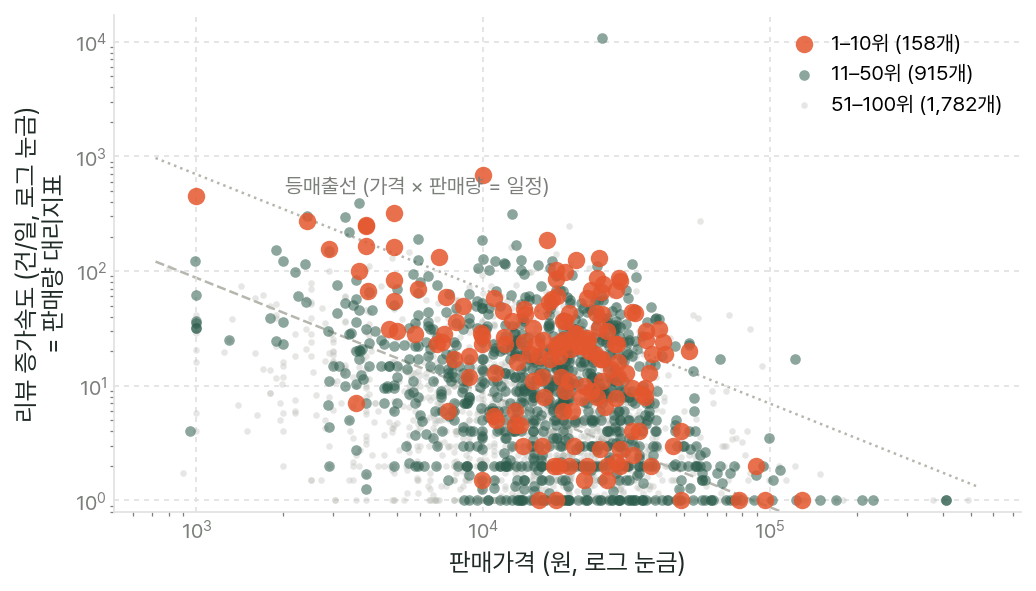 10⁴
10³
10²
10¹
10⁰
10³
10⁴
10⁵
리뷰 증가속도 (건/일, 로그 눈금)
= 판매량 대리지표
판매가격 (원, 로그 눈금)
등매출선 (가격 × 판매량 = 일정)
1–10위 (158개)
11–50위 (915개)
51–100위 (1,782개)